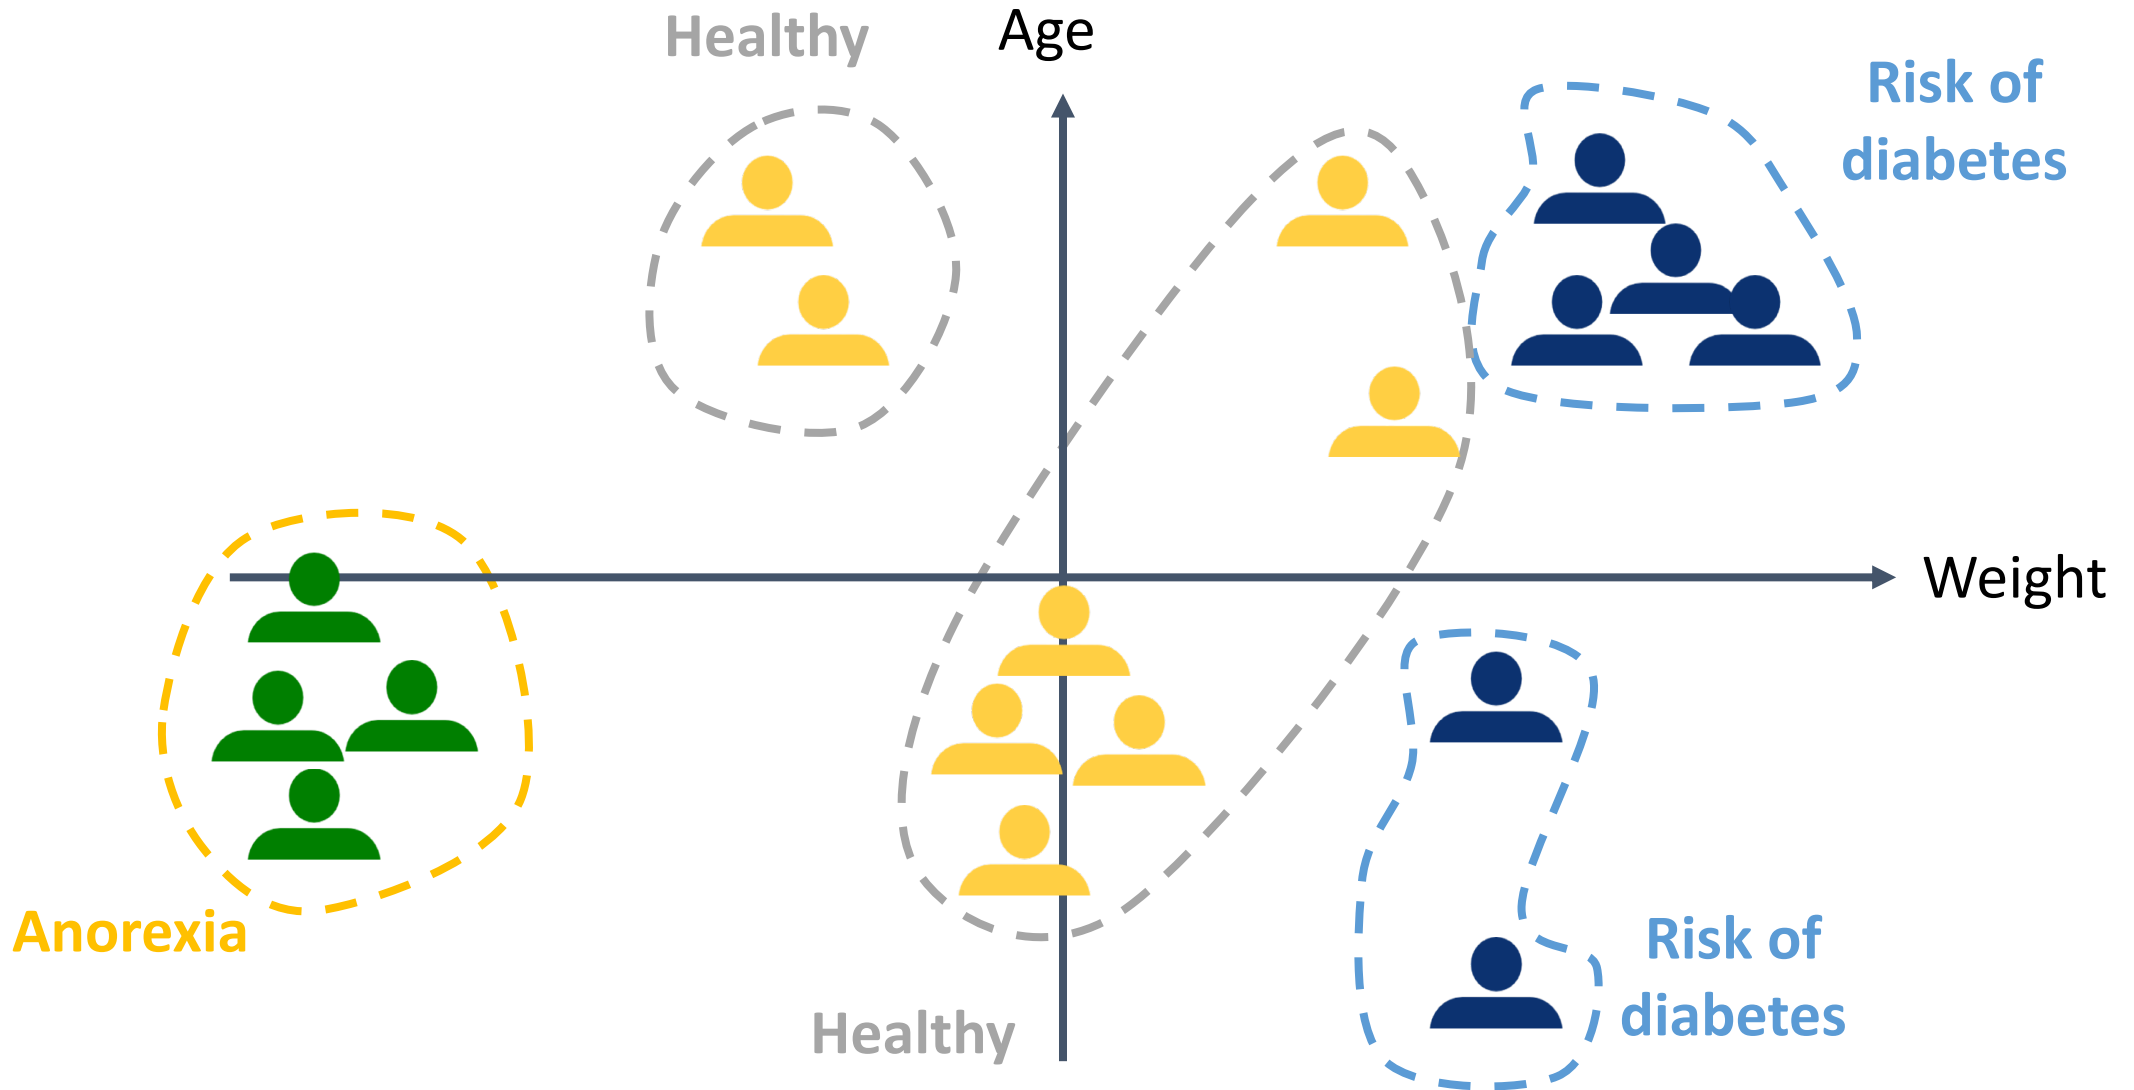 Healthy
Age
Risk of
diabetes
Weight
Anorexia
Risk of
diabetes
Healthy